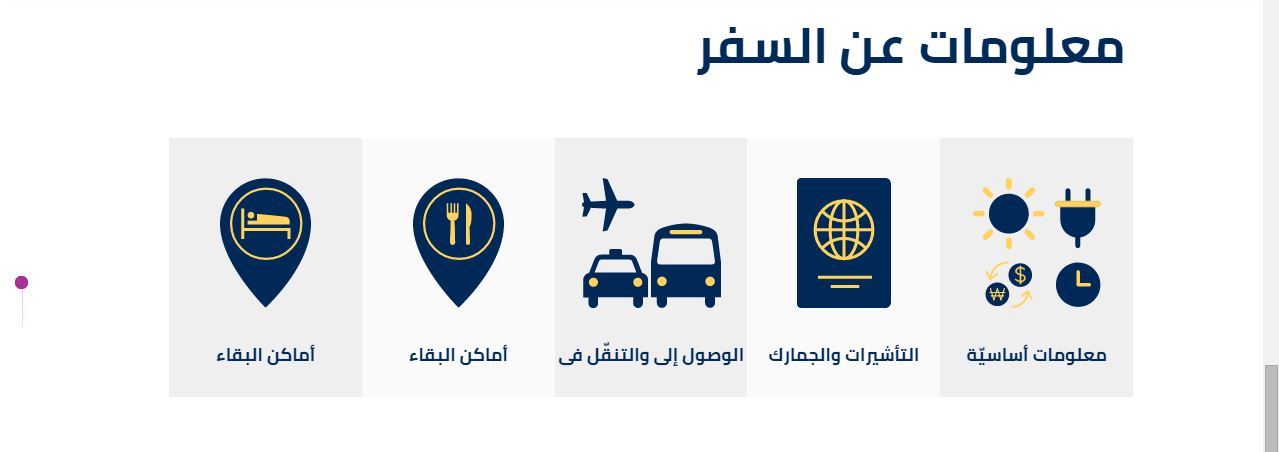 معلومات عن السفر
معلومات أساسيّة
التأشيرات والجمارك
الوصول إلى والتنقّل فى
أماكن البقاء
أماكن البقاء